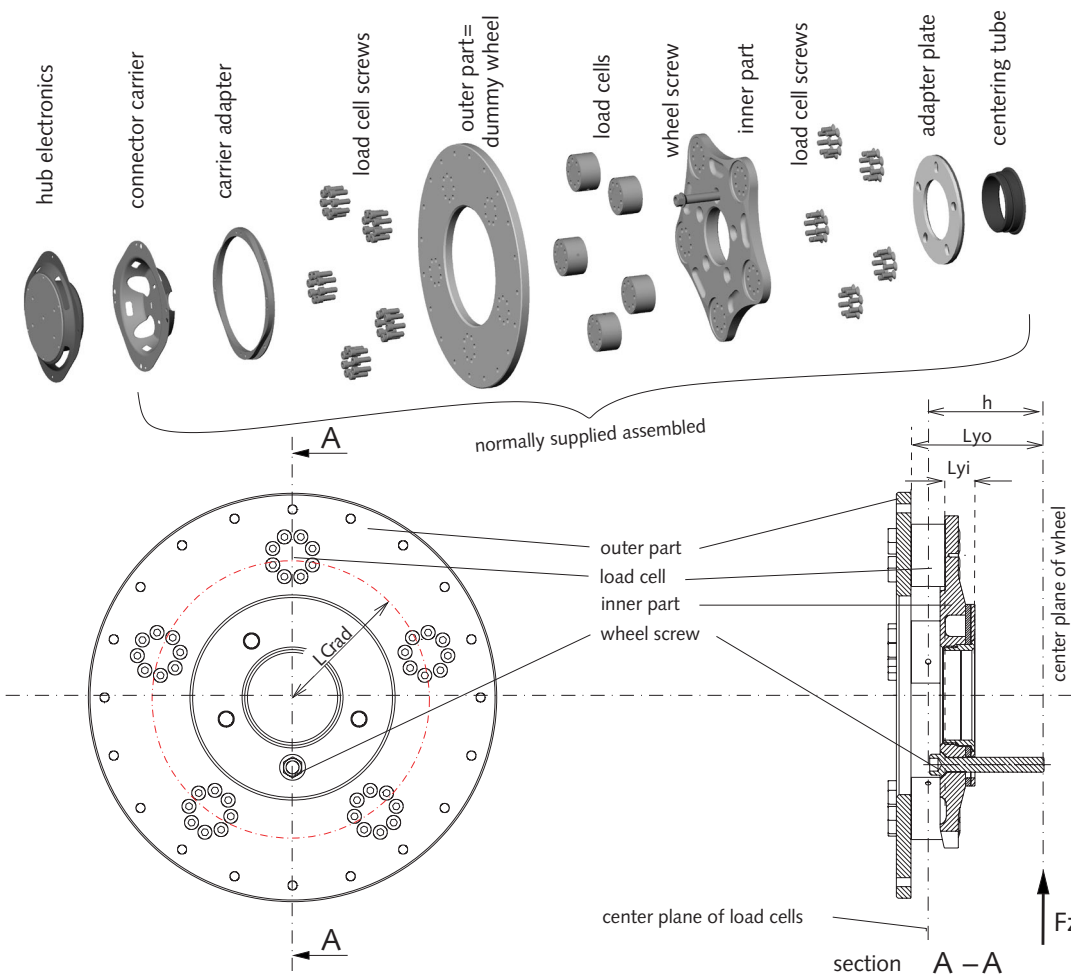 hub electronics
connector carrier
carrier adapter
load cell screws
outer part=
dummy wheel
load cells
wheel screw
inner part
load cell screws
adapter plate
centering tube
normally supplied assembled
A
h
Lyo
Lyi
outer part
load cell
inner part
wheel screw
LCrad
center plane of wheel
center plane of load cells
Fz
A
section A – A